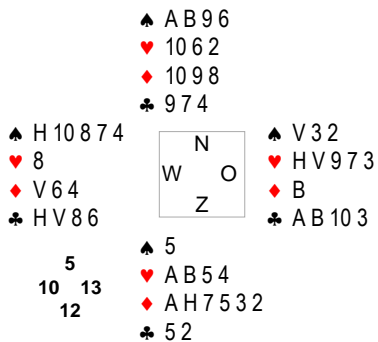 ♠ A B 9 6
♥ 10 6 2
♦ 10 9 8
♣ 9 7 4
♠ H 10 8 7 4
♥ 8
♦ V 6 4
♣ H V 8 6
N
W O
Z
♠ V 3 2
♥ H V 9 7 3
♦ B
♣ A B 10 3
5
10 13
12
♠ 5
♥ A B 5 4
♦ A H 7 5 3 2
♣ 5 2